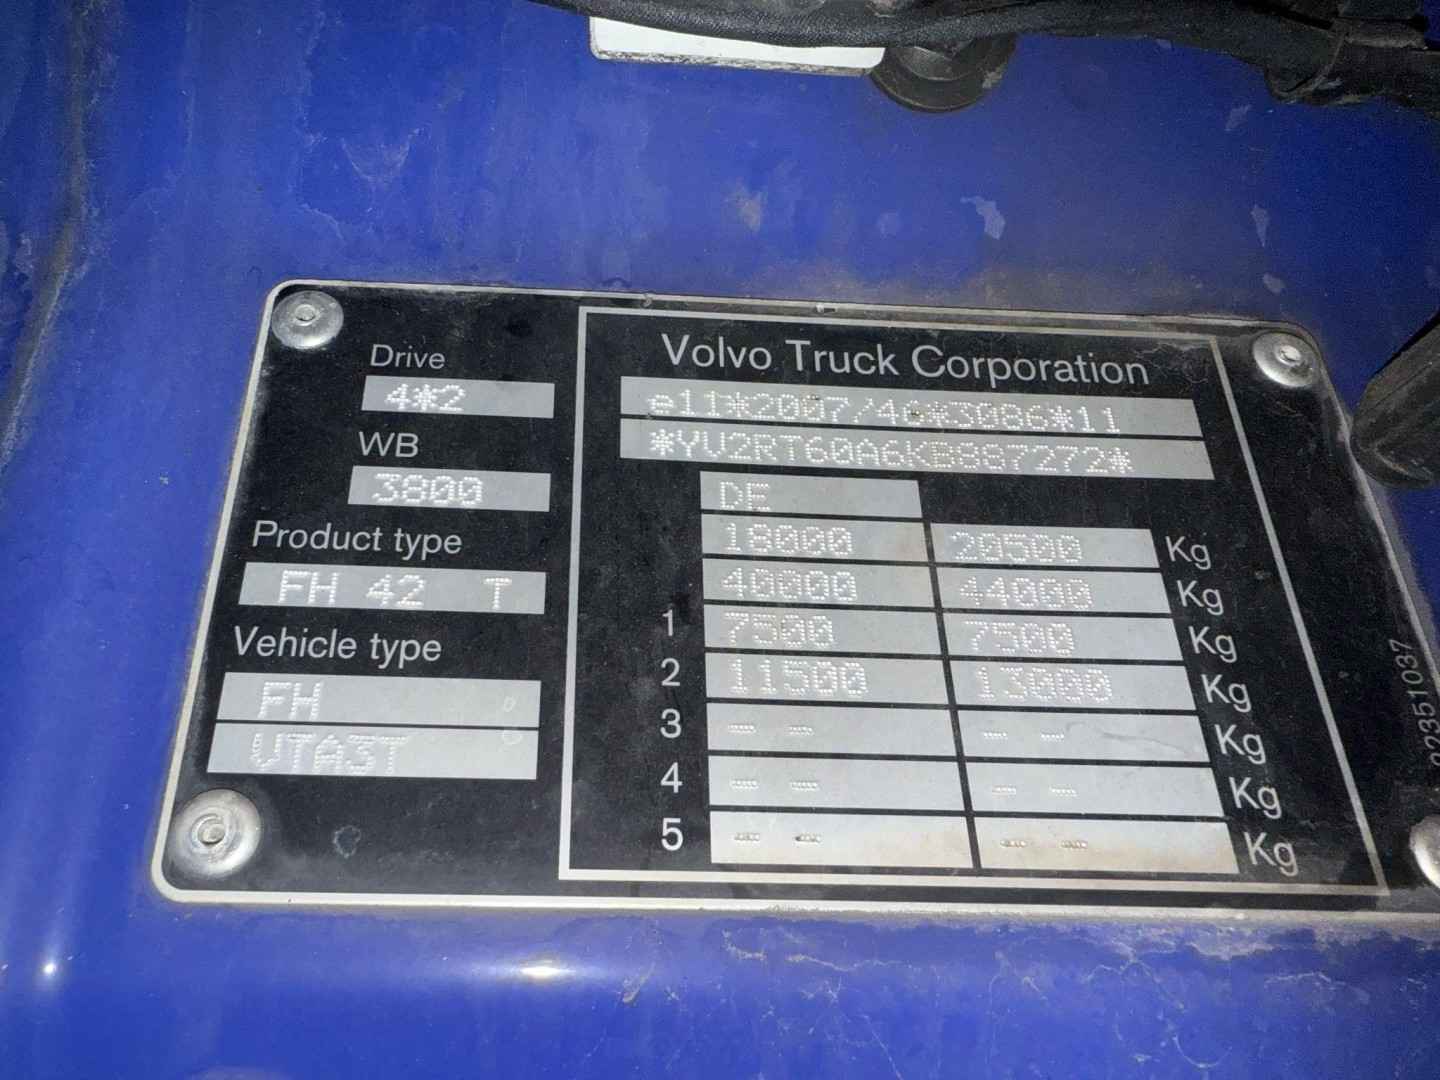 Drive
4*2
WB
3800
Product type
FH 42 T
Vehicle type
FH
VTA3T
Volvo Truck Corporation
e11*2007/46*3086*11
*YV2RT60A6KB887272*
DE
18000 20500 Kg
40000 44000 Kg
1 7500 7500 Kg
2 11500 13000 Kg
3 -- -- -- -- Kg
4 -- -- -- -- Kg
5 -- -- -- -- Kg
22351037